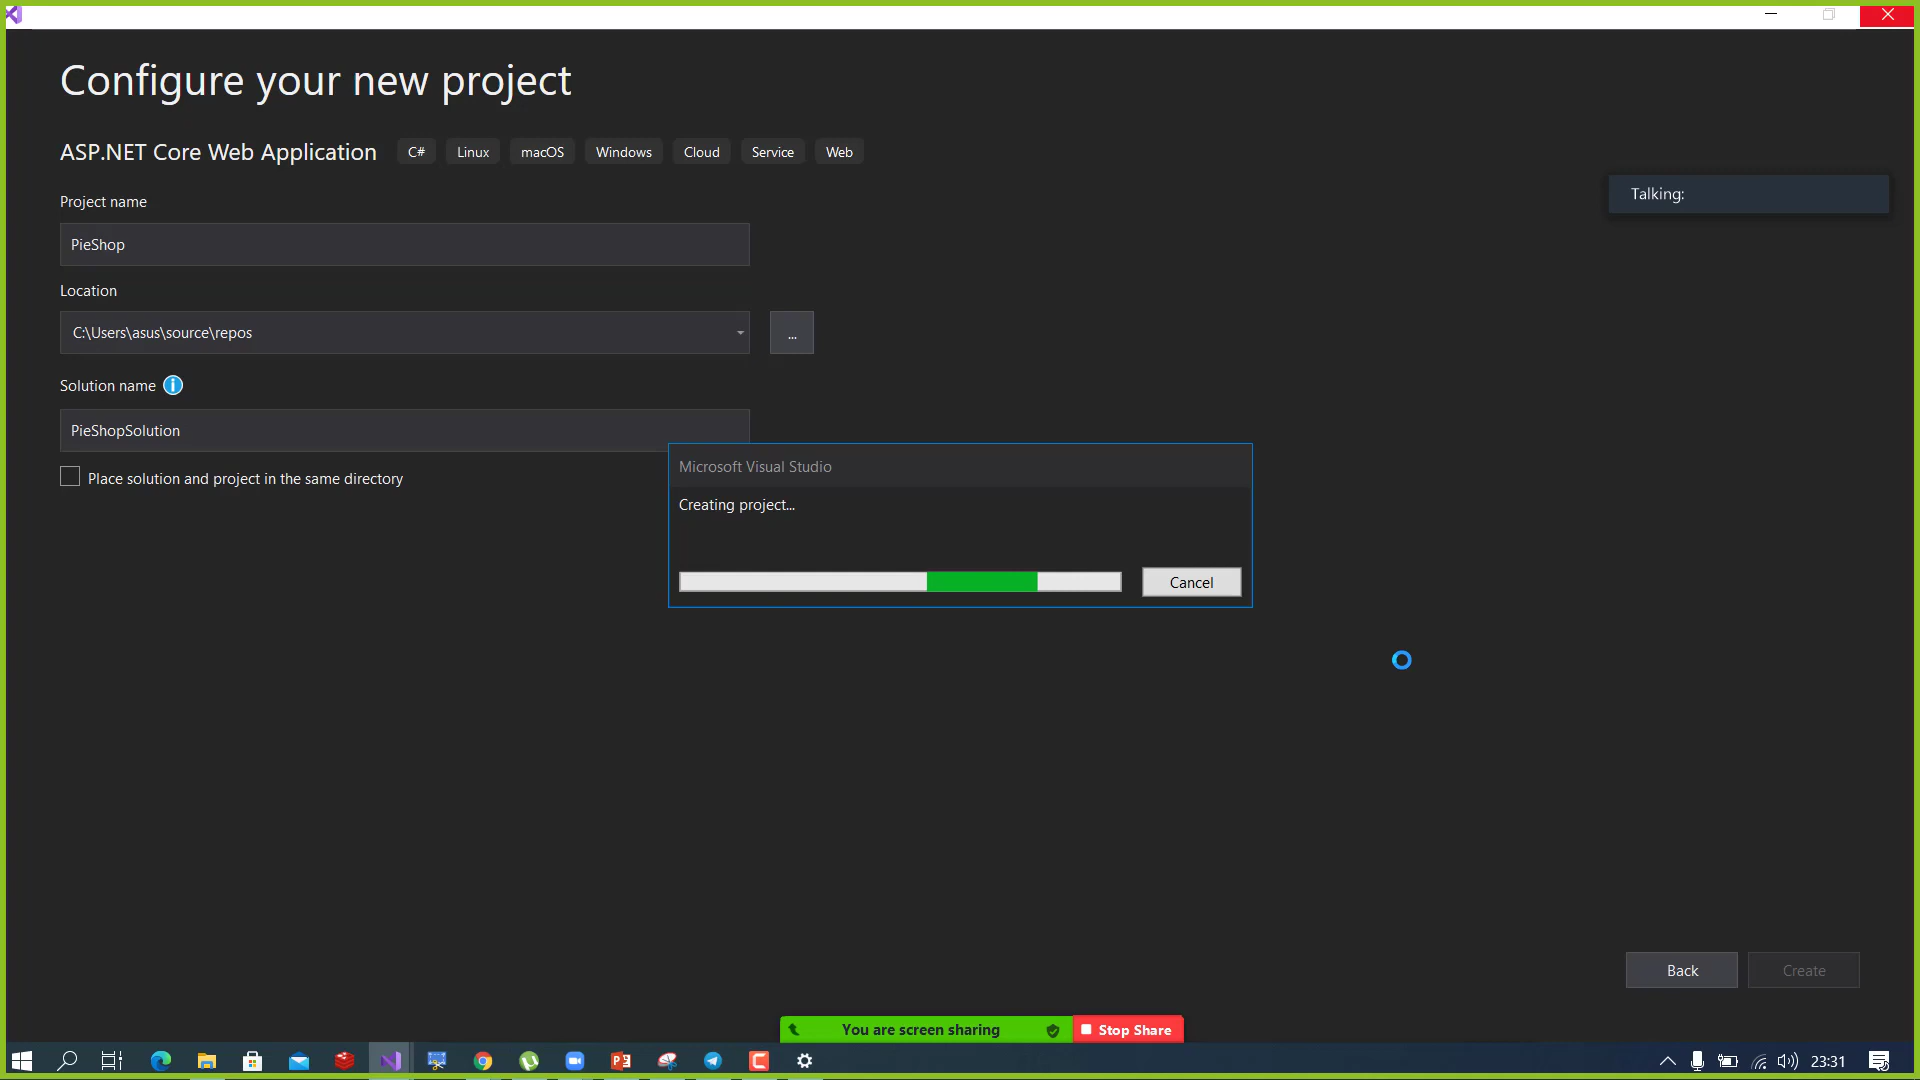 Configure your new project
ASP.NET Core Web Application C# Linux macOS Windows Cloud Service Web
Talking:
Project name
PieShop
Location
C:\Users\asus\source\repos
...
Solution name
PieShopSolution
Place solution and project in the same directory
Microsoft Visual Studio
Creating project...
Cancel
Back Create
You are screen sharing Stop Share
23:31